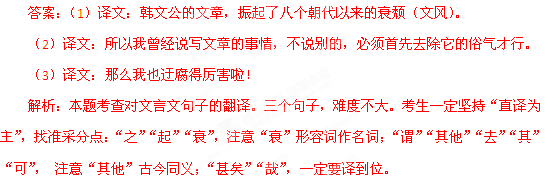 答案：（1）译文：韩文公的文章，振起了八个朝代以来的衰颓（文风）。
（2）译文：所以我曾经说写文章的事情，不说别的，必须首先去除它的俗气才行。
（3）译文：那么我也迂腐得厉害啦！
解析：本题考查对文言文句子的翻译。三个句子，难度不大。考生一定坚持“直译为
主”，找准采分点：“之”“起”“衰”，注意“衰”形容词作名词；“谓”“其他”“去”“其”
“可”， 注意“其他”古今同义；“甚矣”“哉”，一定要译到位。